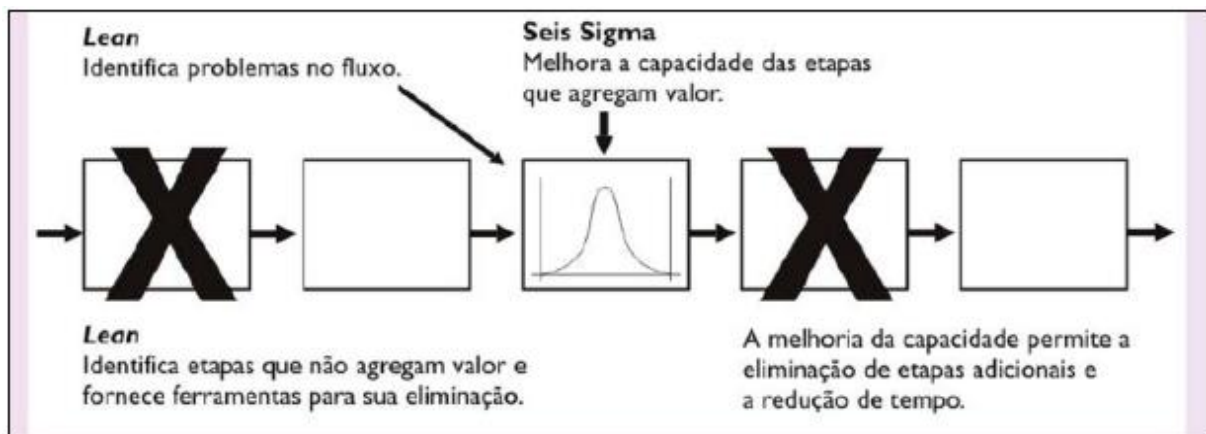 Lean
Identifica problemas no fluxo.
Seis Sigma
Melhora a capacidade das etapas
que agregam valor.
Lean
Identifica etapas que não agregam valor e
fornece ferramentas para sua eliminação.
A melhoria da capacidade permite a
eliminação de etapas adicionais e
a redução de tempo.